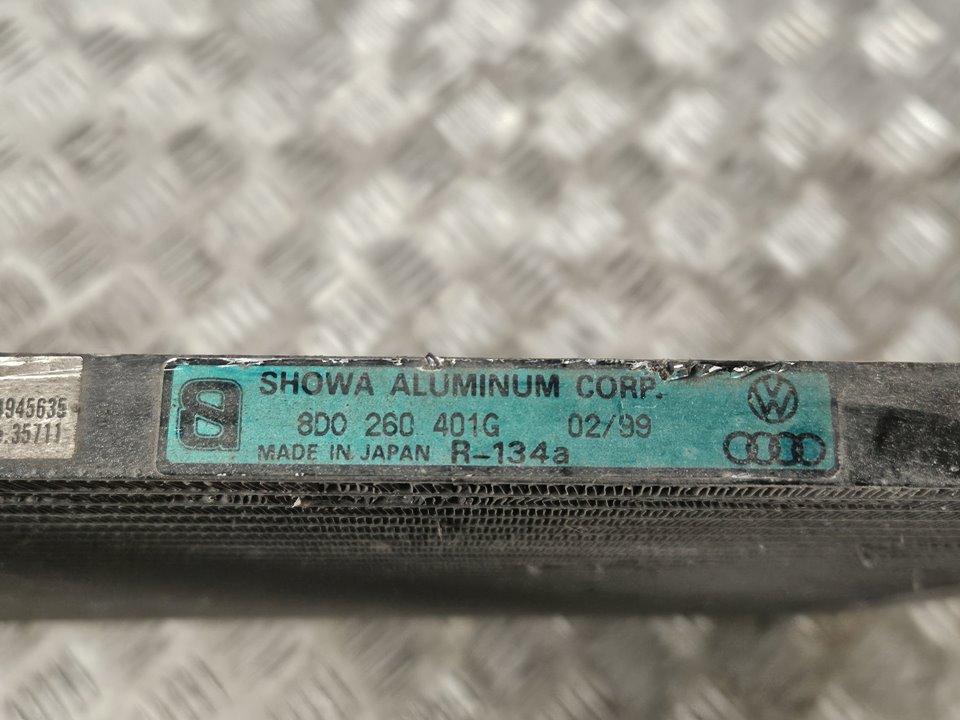 SHOWA ALUMINUM CORP.
8D0 260 401G 02/99
MADE IN JAPAN R-134a